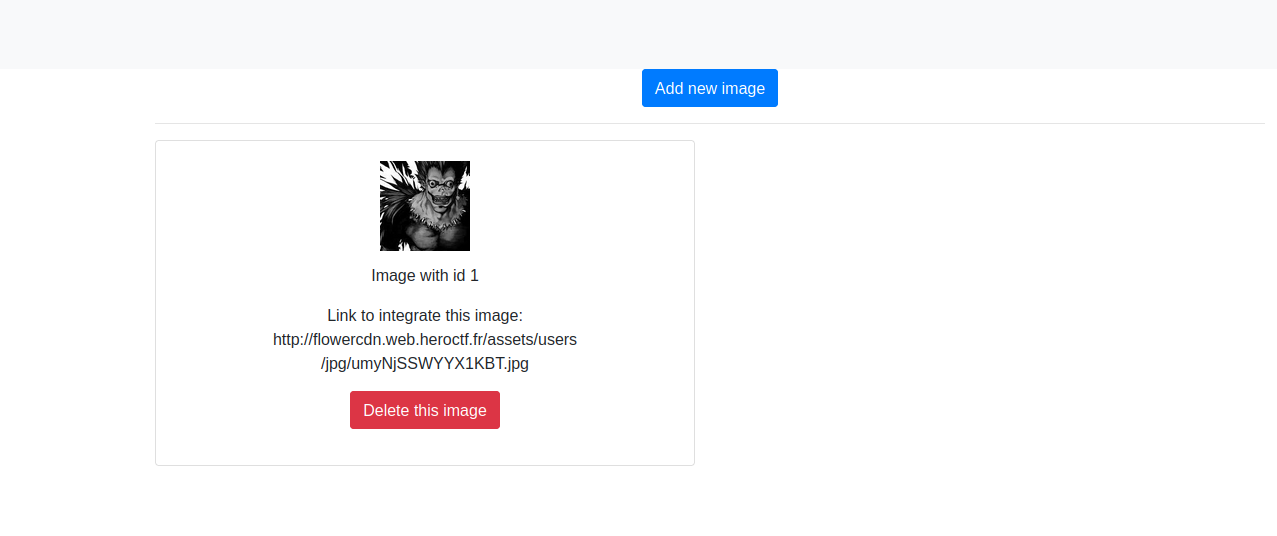 Add new image
Image with id 1
Link to integrate this image:
http://flowercdn.web.heroctf.fr/assets/users
/jpg/umyNjSSWYYX1KBT.jpg
Delete this image